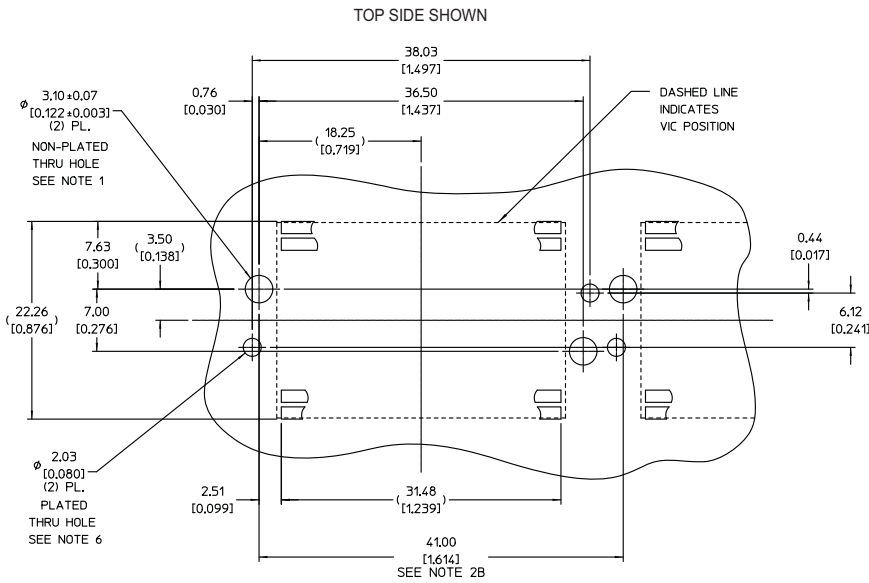 TOP SIDE SHOWN
38.03
[1.497]
0.76
[0.030]
36.50
[1.437]
(18.25)
[0.719]
ø 3.10±0.07
[0.122±0.003]
(2) PL.
NON-PLATED
THRU HOLE
SEE NOTE 1
DASHED LINE
INDICATES
VIC POSITION
7.63
[0.300]
(3.50)
[0.138]
0.44
[0.017]
(22.26)
[0.876]
7.00
[0.276]
6.12
[0.241]
ø 2.03
[0.080]
(2) PL.
PLATED
THRU HOLE
SEE NOTE 6
2.51
[0.099]
(31.48)
[1.239]
41.00
[1.614]
SEE NOTE 2B